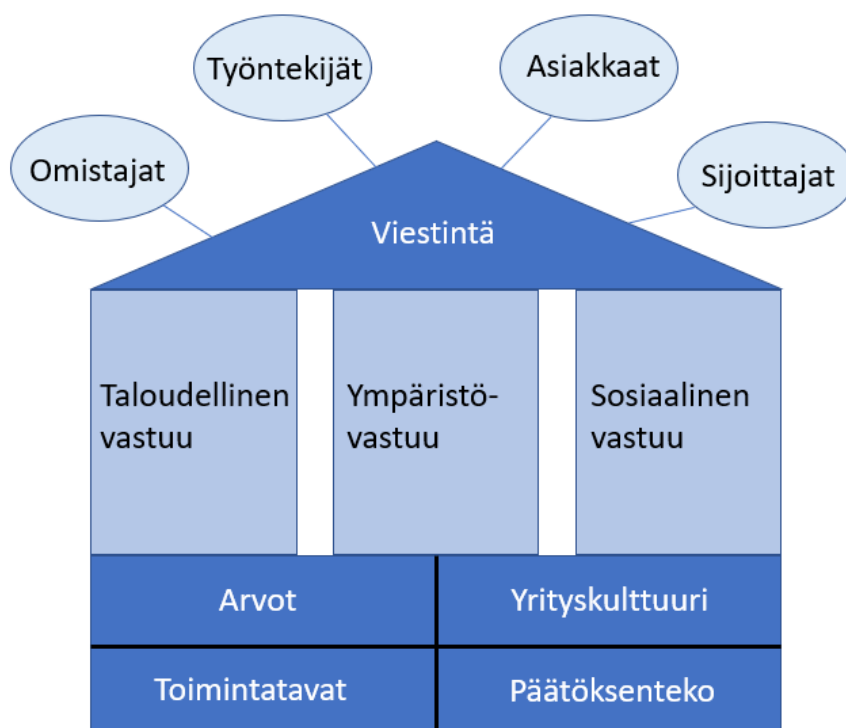 Työntekijät
Asiakkaat
Omistajat
Sijoittajat
Viestintä
Taloudellinen
vastuu
Ympäristö-
vastuu
Sosiaalinen
vastuu
Arvot
Yrityskulttuuri
Toimintatavat
Päätöksenteko